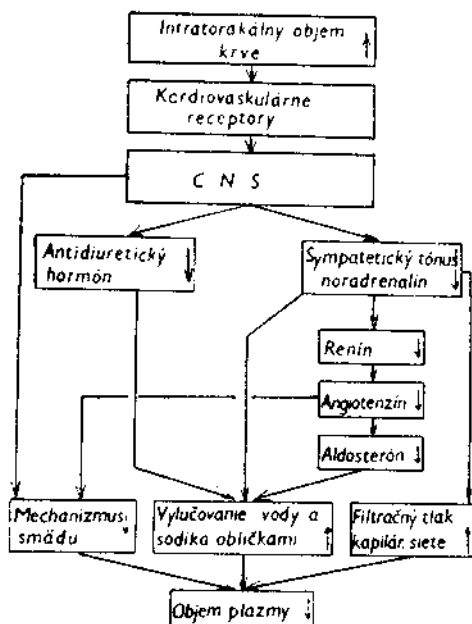 Intratorakálny objem
krve ↑
Kardiovaskulárne
receptory
C N S
Antidiuretický
hormón ↓
Sympatetický tónus
noradrenalín ↓
Renín ↓
Angiotenzín ↓
Aldosterón ↓
Mechanizmus
smädu ↓
Vylučovanie vody a
sodíka obličkami ↑
Filtračný tlak
kapilár. siete ↑
Objem plazmy ↓